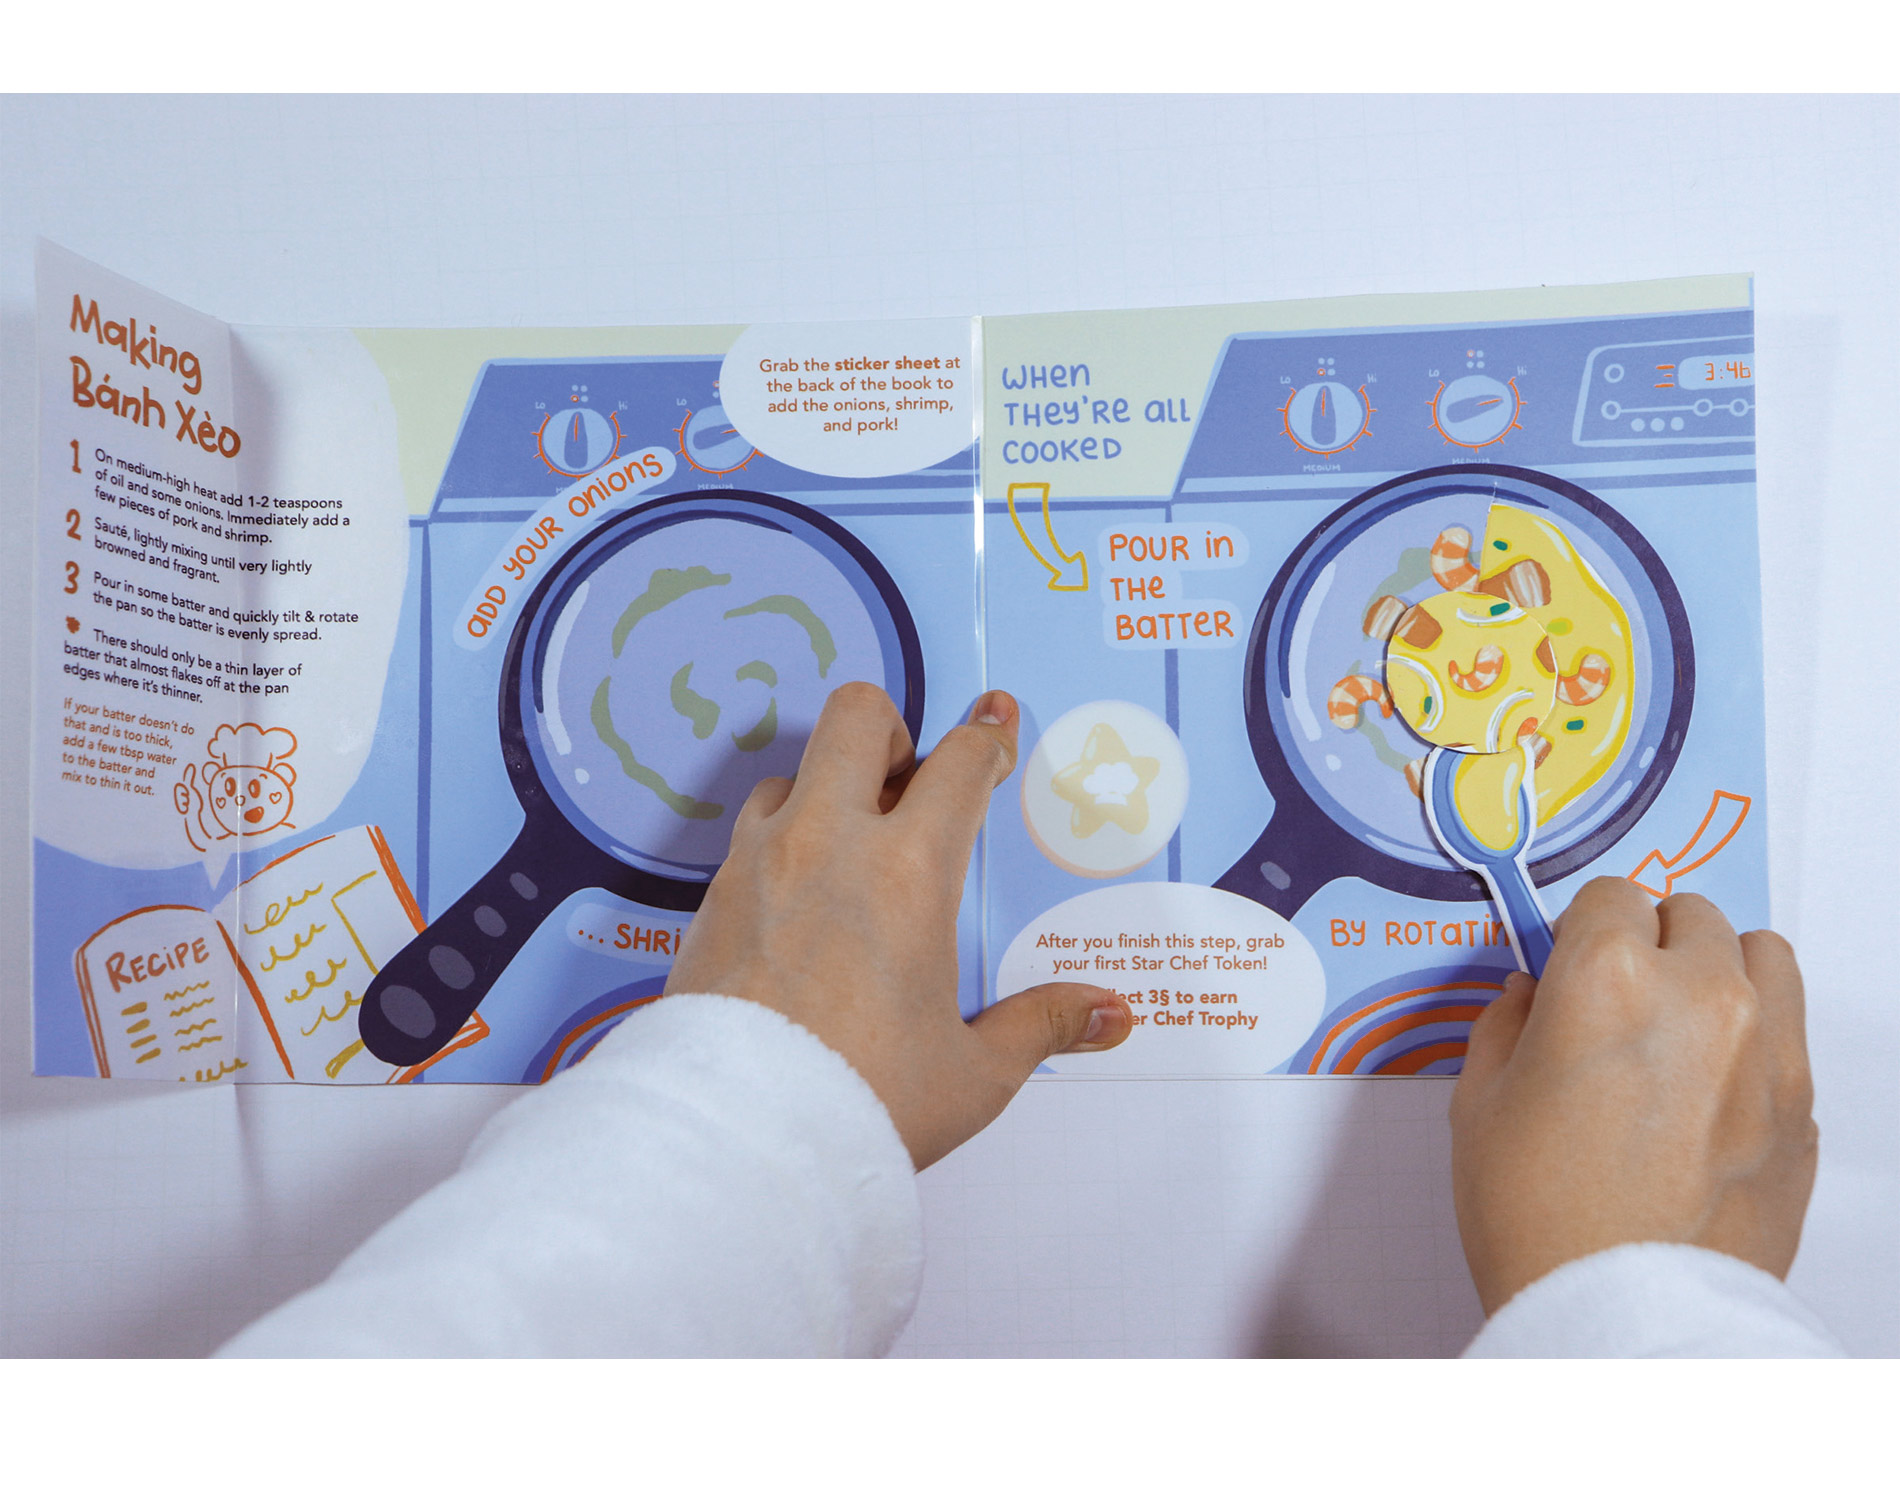 Making
Bánh Xèo
1 On medium-high heat add 1-2 teaspoons
of oil and some onions. Immediately add a
few pieces of pork and shrimp.
2 Sauté, lightly mixing until very lightly
browned and fragrant.
3 Pour in some batter and quickly tilt & rotate
the pan so the batter is evenly spread.
* There should only be a thin layer of
batter that almost flakes off at the pan
edges where it's thinner.
If your batter doesn't do
that and is too thick,
add a few tbsp water
to the batter and
mix to thin it out.
RECIPE
Lo Hi
Lo
ADD YOUR ONIONS
Grab the sticker sheet at
the back of the book to
add the onions, shrimp,
and pork!
... SHRI
WHEN
THEY'RE ALL
COOKED
POUR in
THE
BATTER
Lo Hi
MEDIUM
Lo Hi
MEDIUM
3:46
After you finish this step, grab
your first Star Chef Token!
lect 3§ to earn
er Chef Trophy
BY ROTATIN